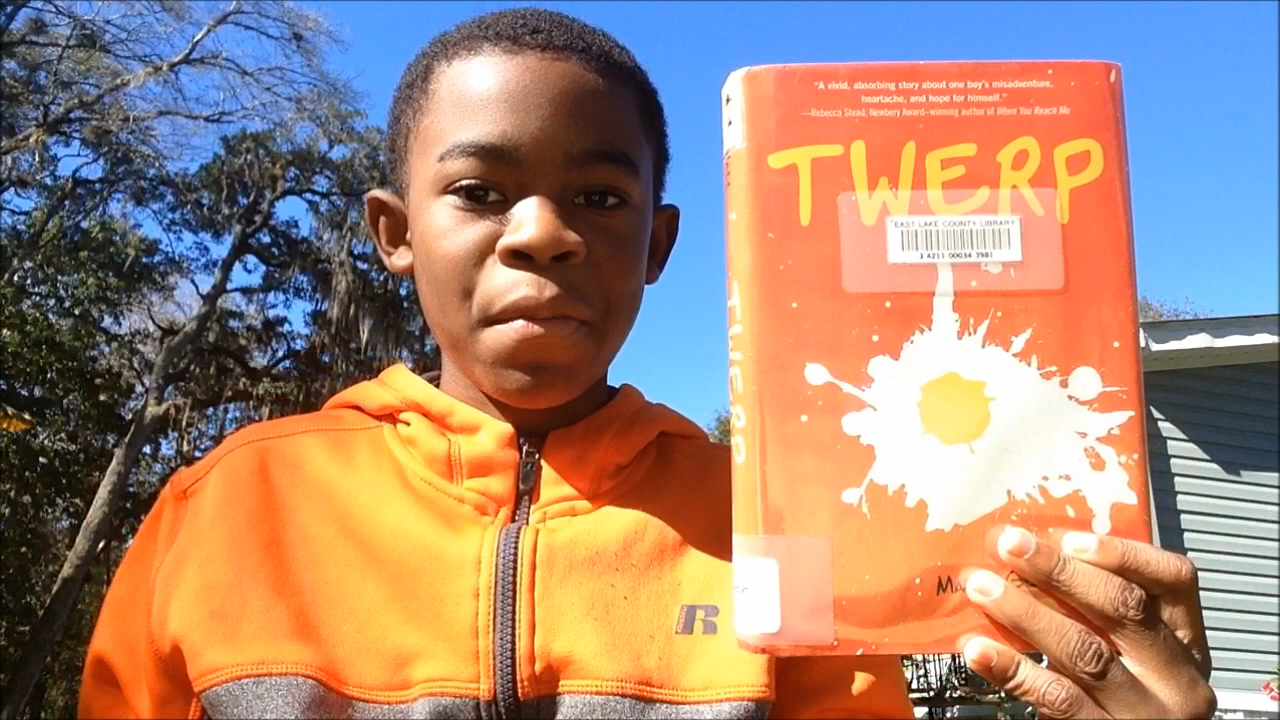 "A vivid, absorbing story about one boy's misadventure,
heartache, and hope for himself."
—Rebecca Stead, Newbery Award–winning author of When You Reach Me
TWERP
EAST LAKE COUNTY LIBRARY
3 4211 00034 3981
TWERP
R